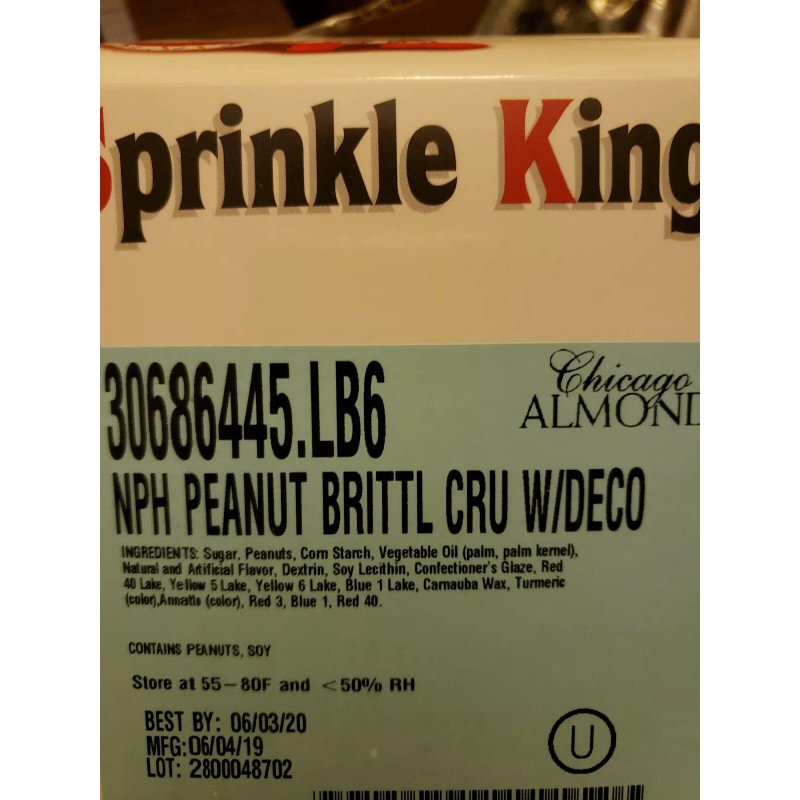 Sprinkle King
30686445.LB6
Chicago
ALMOND
NPH PEANUT BRITTL CRU W/DECO
INGREDIENTS: Sugar, Peanuts, Corn Starch, Vegetable Oil (palm, palm kernel),
Natural and Artificial Flavor, Dextrin, Soy Lecithin, Confectioner's Glaze, Red
40 Lake, Yellow 5 Lake, Yellow 6 Lake, Blue 1 Lake, Carnauba Wax, Turmeric
(color),Annatto (color), Red 3, Blue 1, Red 40.
CONTAINS PEANUTS, SOY
Store at 55-80F and <50% RH
BEST BY: 06/03/20
MFG:06/04/19
LOT: 2800048702
U